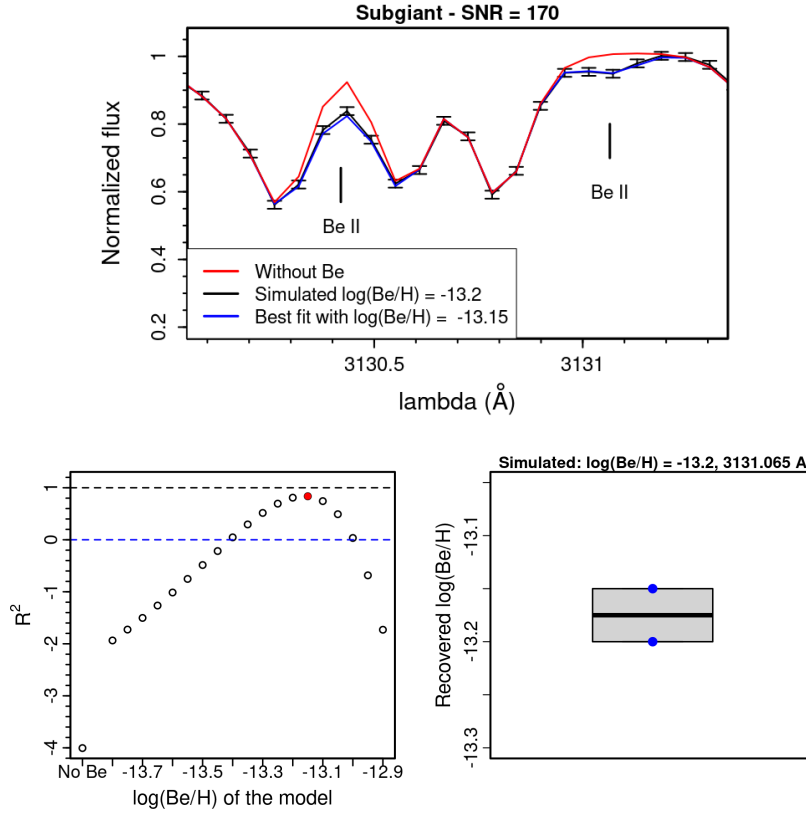 Subgiant - SNR = 170
Normalized flux
1
0.8
0.6
0.4
0.2
Be II
Be II
Without Be
Simulated log(Be/H) = -13.2
Best fit with log(Be/H) = -13.15
3130.5
3131
lambda (Å)
R²
1
0
-1
-2
-3
-4
No Be
-13.7
-13.5
-13.3
-13.1
-12.9
log(Be/H) of the model
Simulated: log(Be/H) = -13.2, 3131.065 A
Recovered log(Be/H)
-13.1
-13.2
-13.3